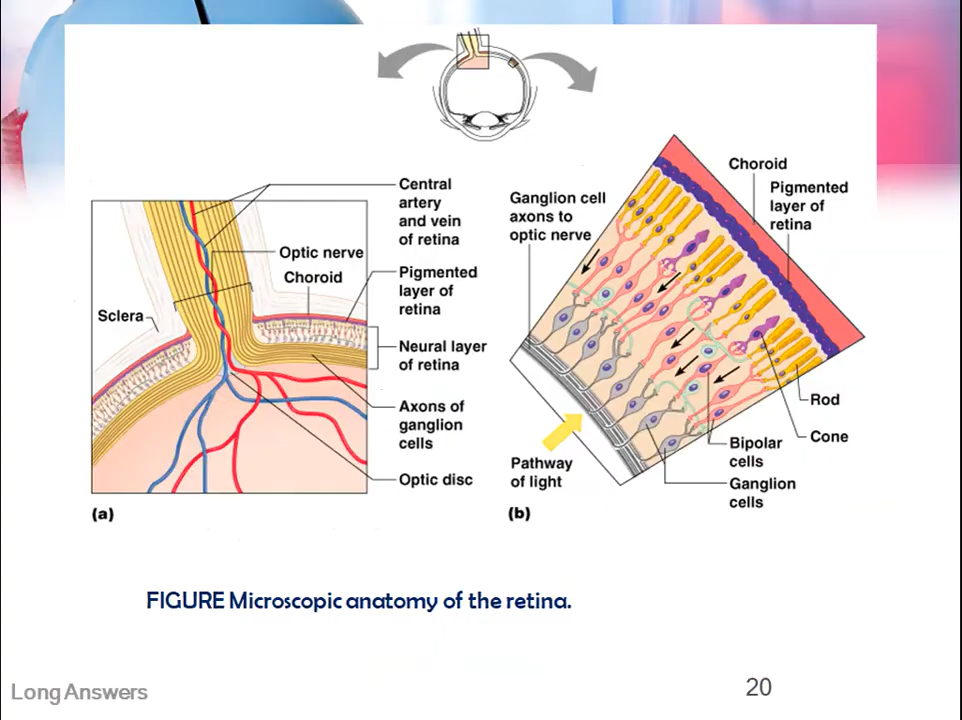 Central
artery
and vein
of retina
Optic nerve
Choroid
Pigmented
layer of
retina
Sclera
Neural layer
of retina
Axons of
ganglion
cells
Optic disc
(a)
Choroid
Pigmented
layer of
retina
Ganglion cell
axons to
optic nerve
Rod
Cone
Bipolar
cells
Ganglion
cells
Pathway
of light
(b)
FIGURE Microscopic anatomy of the retina.
Long Answers
20